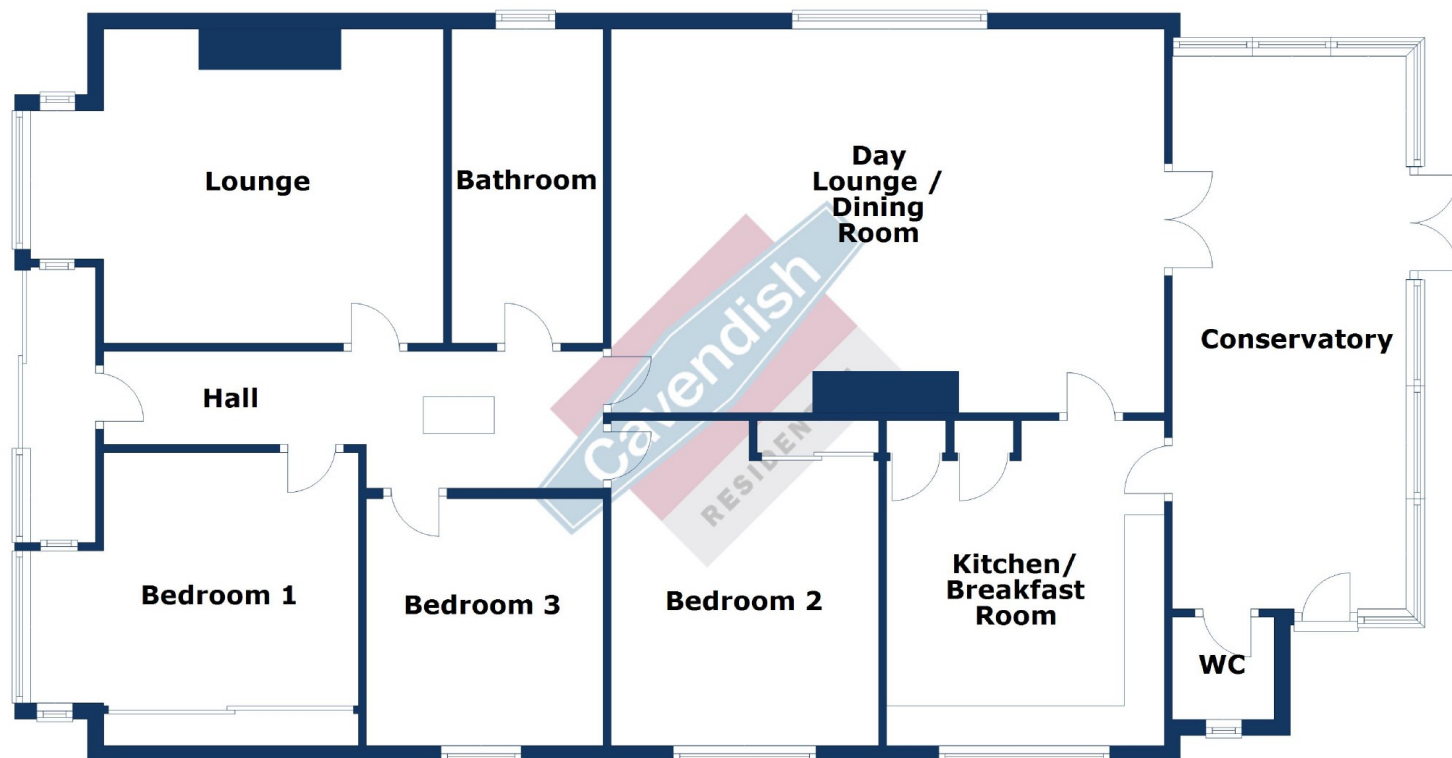 Lounge
Bathroom
Day
Lounge /
Dining
Room
Conservatory
Hall
Bedroom 1
Bedroom 3
Bedroom 2
Kitchen/
Breakfast
Room
WC
Cavendish